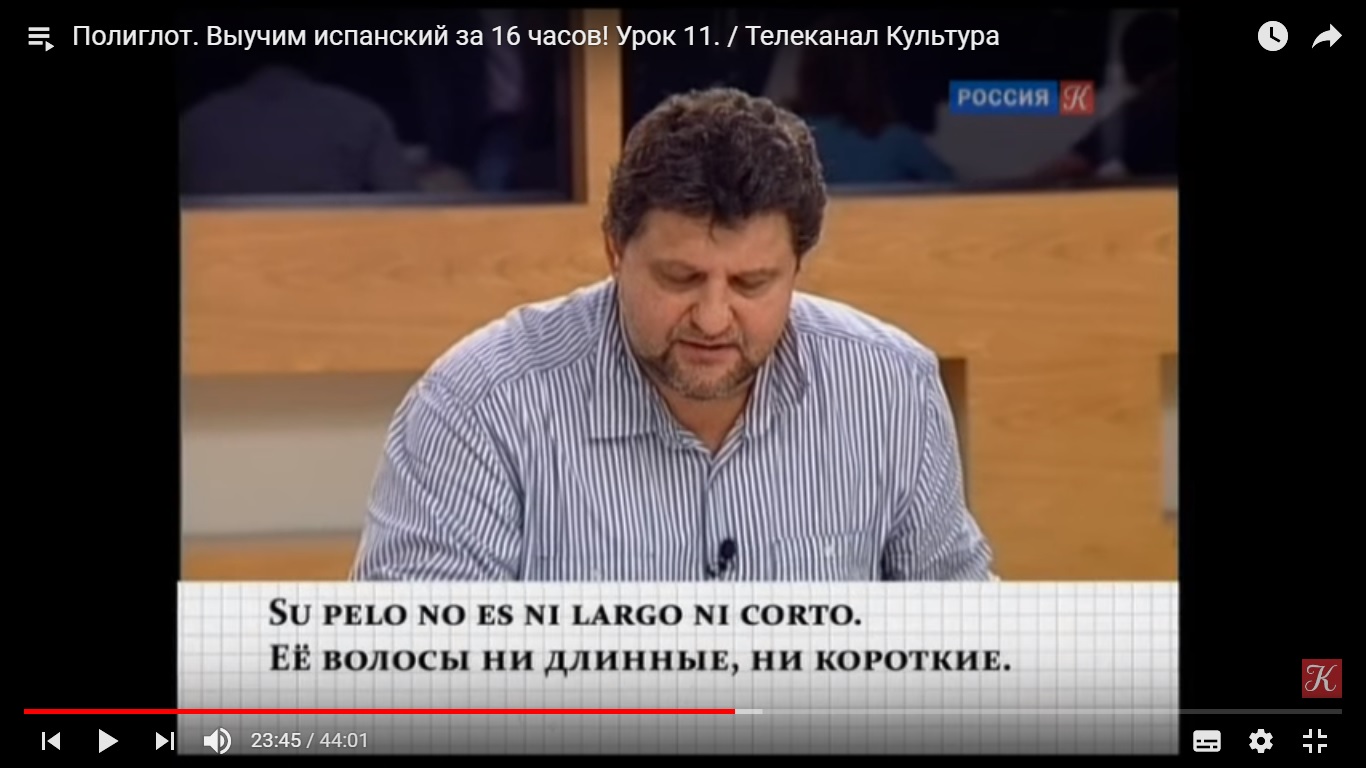 Полиглот. Выучим испанский за 16 часов! Урок 11. / Телеканал Культура
РОССИЯ К
Su pelo no es ni largo ni corto.
Её волосы ни длинные, ни короткие.
К
23:45 / 44:01